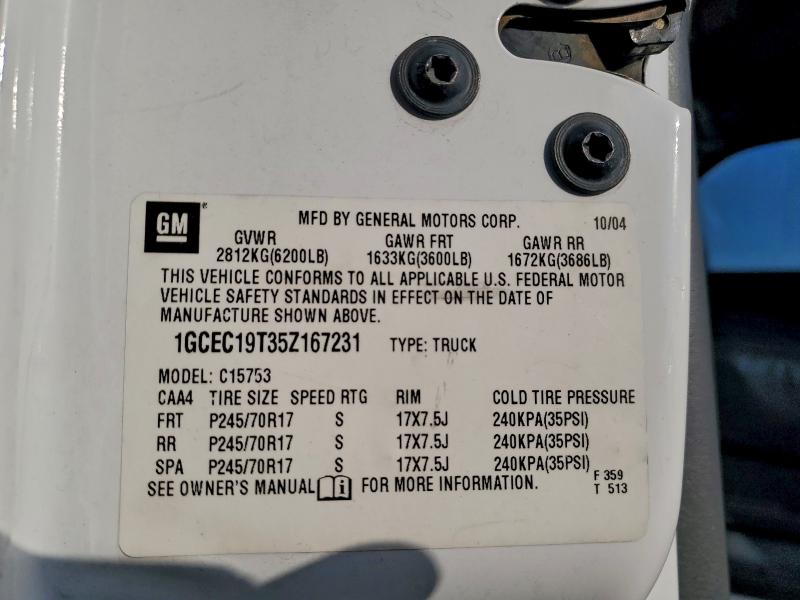 GM
MFD BY GENERAL MOTORS CORP. 10/04
GVWR GAWR FRT GAWR RR
2812KG(6200LB) 1633KG(3600LB) 1672KG(3686LB)
THIS VEHICLE CONFORMS TO ALL APPLICABLE U.S. FEDERAL MOTOR
VEHICLE SAFETY STANDARDS IN EFFECT ON THE DATE OF
MANUFACTURE SHOWN ABOVE.
1GCEC19T35Z167231 TYPE: TRUCK
MODEL: C15753
CAA4 TIRE SIZE SPEED RTG RIM COLD TIRE PRESSURE
FRT P245/70R17 S 17X7.5J 240KPA(35PSI)
RR P245/70R17 S 17X7.5J 240KPA(35PSI)
SPA P245/70R17 S 17X7.5J 240KPA(35PSI)
SEE OWNER'S MANUAL i FOR MORE INFORMATION.
F 359
T 513